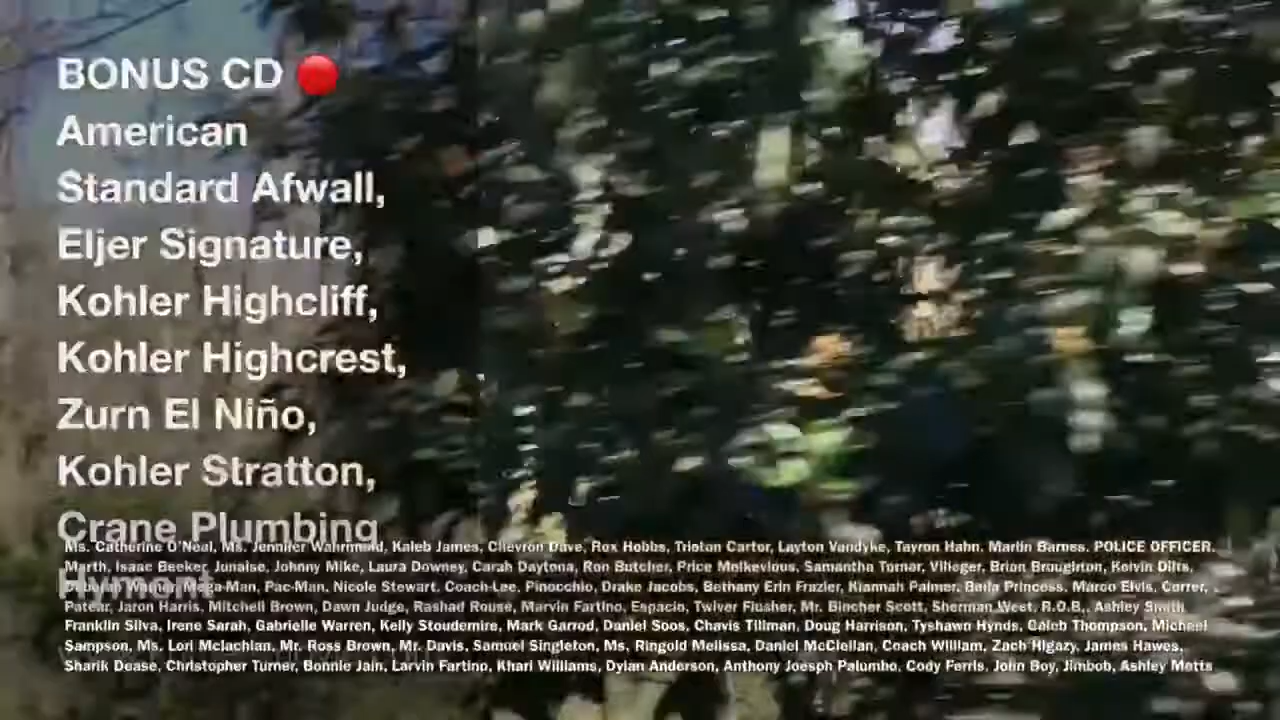 BONUS CD 🔴
American
Standard Afwall,
Eljer Signature,
Kohler Highcliff,
Kohler Highcrest,
Zurn El Niño,
Kohler Stratton,
Crane Plumbing
Ms. Catherine O'Neal, Ms. Jennifer Kaleb James, Chevron Dave, Rex Hobbs, Triston Carter, Layton Vandyke, Tayron Hahn, Martin Barnes, POLICE OFFICER,
Marth, Isaac Beeker, Junaise, Johnny Mike, Laura Downey, Carah Daytona, Ron Butcher, Price Melkevious, Samantha Turner, Villeger, Brian Broughton, Kelvin Dilts,
Mega-Man, Pac-Man, Nicole Stewart, Coach-Lee, Pinocchio, Drake Jacobs, Bethany Erin Frazier, Kiannah Palmer, Princess, Marco Elvis, Correr,
Patear, Jaron Harris, Mitchell Brown, Dawn Judge, Rashad Rouse, Marvin Fartino, Espacio, Twiver Flusher, Mr. Bincher Scott, Sherman West, R.O.B., Ashley Smith
Franklin Silva, Irene Sarah, Gabrielle Warren, Kelly Stoudemire, Mark Garrod, Daniel Soos, Chavis Tillman, Doug Harrison, Tyshawn Hynds, Caleb Thompson, Michael
Sampson, Ms. Lori Mclachlan, Mr. Ross Brown, Mr. Davis, Samuel Singleton, Ms. Ringold Melissa, Daniel McClellan, Coach William, Zach Higazy, James Hawes,
Sharik Dease, Christopher Turner, Bonnie Jain, Larvin Fartino, Khari Williams, Dylan Anderson, Anthony Joesph Palumbo, Cody Ferris, John Boy, Jimbob, Ashley Motts